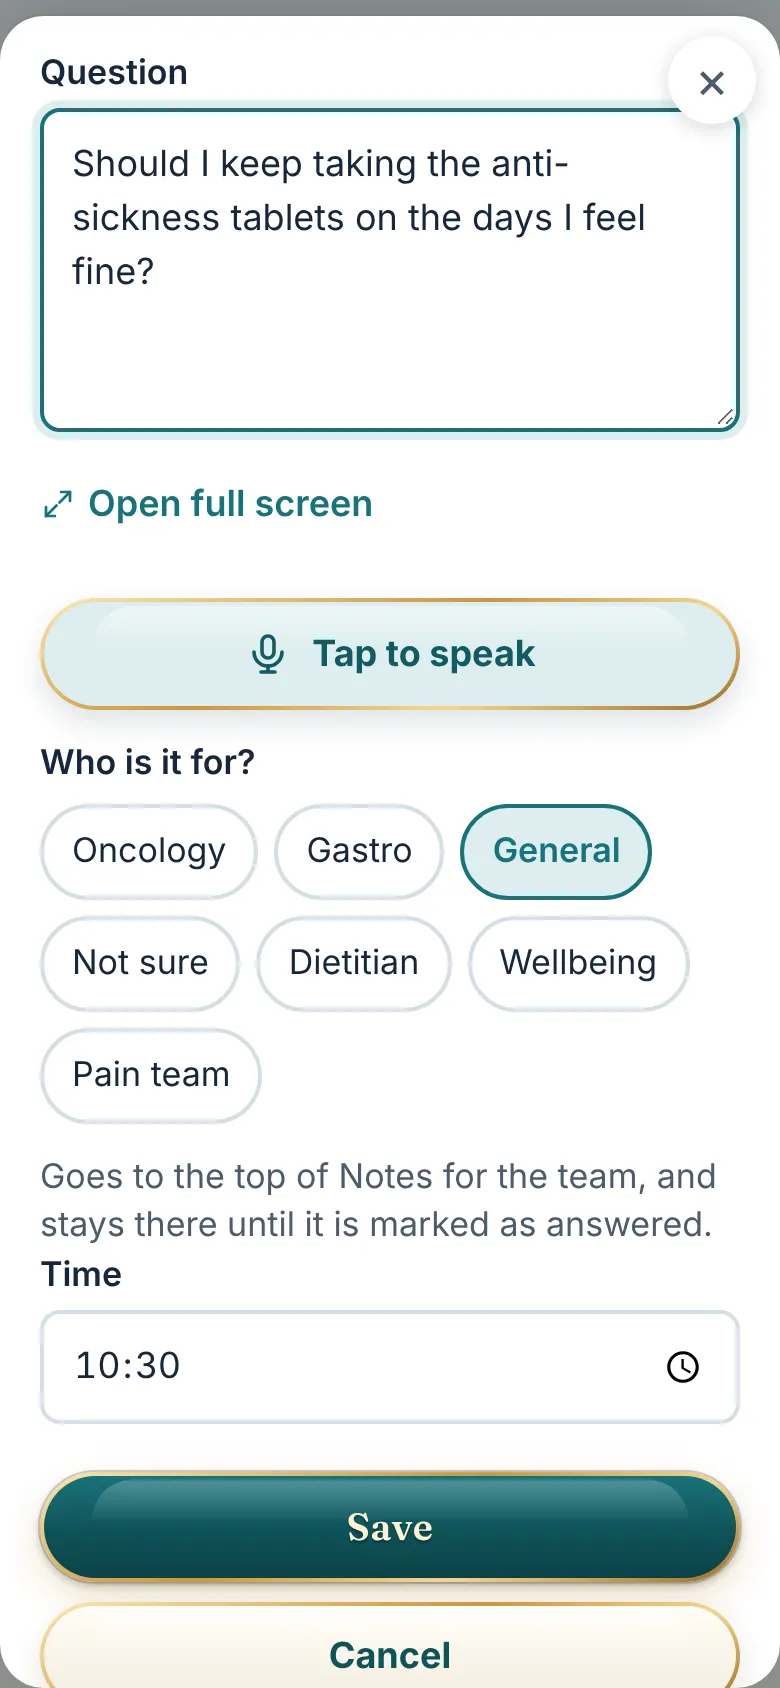 Question
Should I keep taking the anti-
sickness tablets on the days I feel
fine?
Open full screen
Tap to speak
Who is it for?
Oncology Gastro General
Not sure Dietitian Wellbeing
Pain team
Goes to the top of Notes for the team, and
stays there until it is marked as answered.
Time
10:30
Save
Cancel